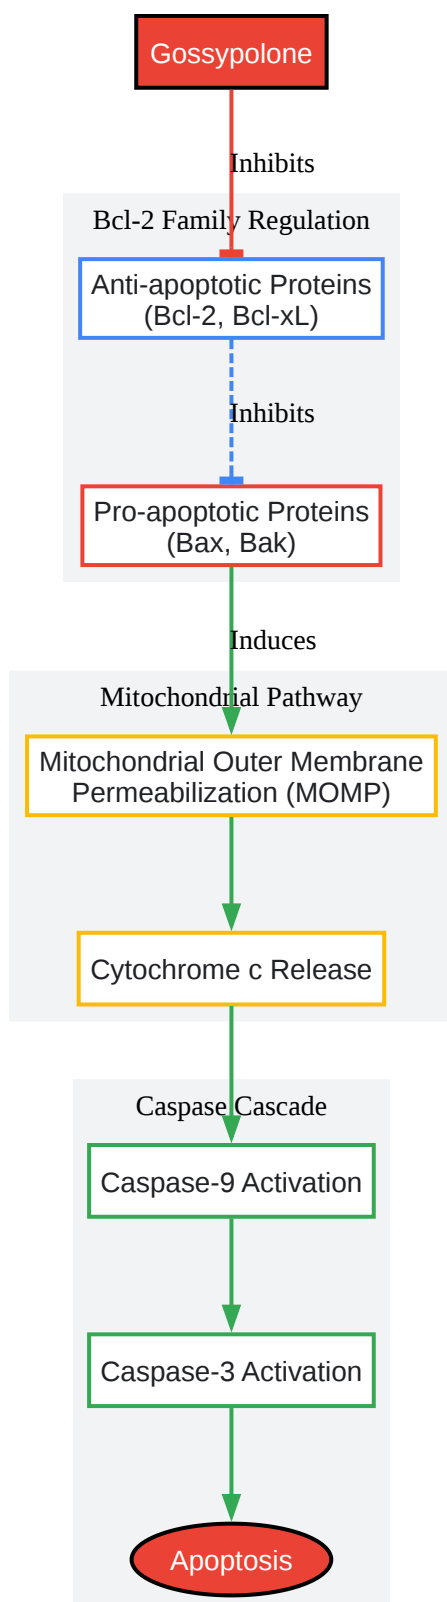 Gossypolone
Inhibits
Bcl-2 Family Regulation
Anti-apoptotic Proteins
(Bcl-2, Bcl-xL)
Inhibits
Pro-apoptotic Proteins
(Bax, Bak)
Induces
Mitochondrial Pathway
Mitochondrial Outer Membrane
Permeabilization (MOMP)
Cytochrome c Release
Caspase Cascade
Caspase-9 Activation
Caspase-3 Activation
Apoptosis